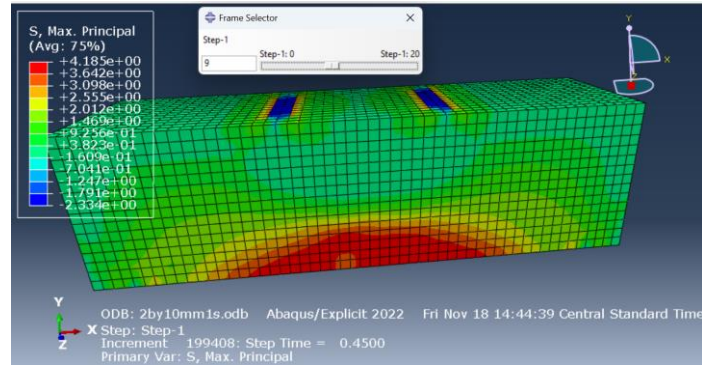 Frame Selector
Step-1
Step-1: 0
Step-1: 20
9
S, Max. Principal
(Avg: 75%)
+4.185e+00
+3.642e+00
+3.098e+00
+2.555e+00
+2.012e+00
+1.469e+00
+9.256e-01
+3.823e-01
-1.609e-01
-7.041e-01
-1.247e+00
-1.791e+00
-2.334e+00
Y
X
Y
X
Z
ODB: 2by10mm1s.odb Abaqus/Explicit 2022 Fri Nov 18 14:44:39 Central Standard Time
Step: Step-1
Increment 199408: Step Time = 0.4500
Primary Var: S, Max. Principal